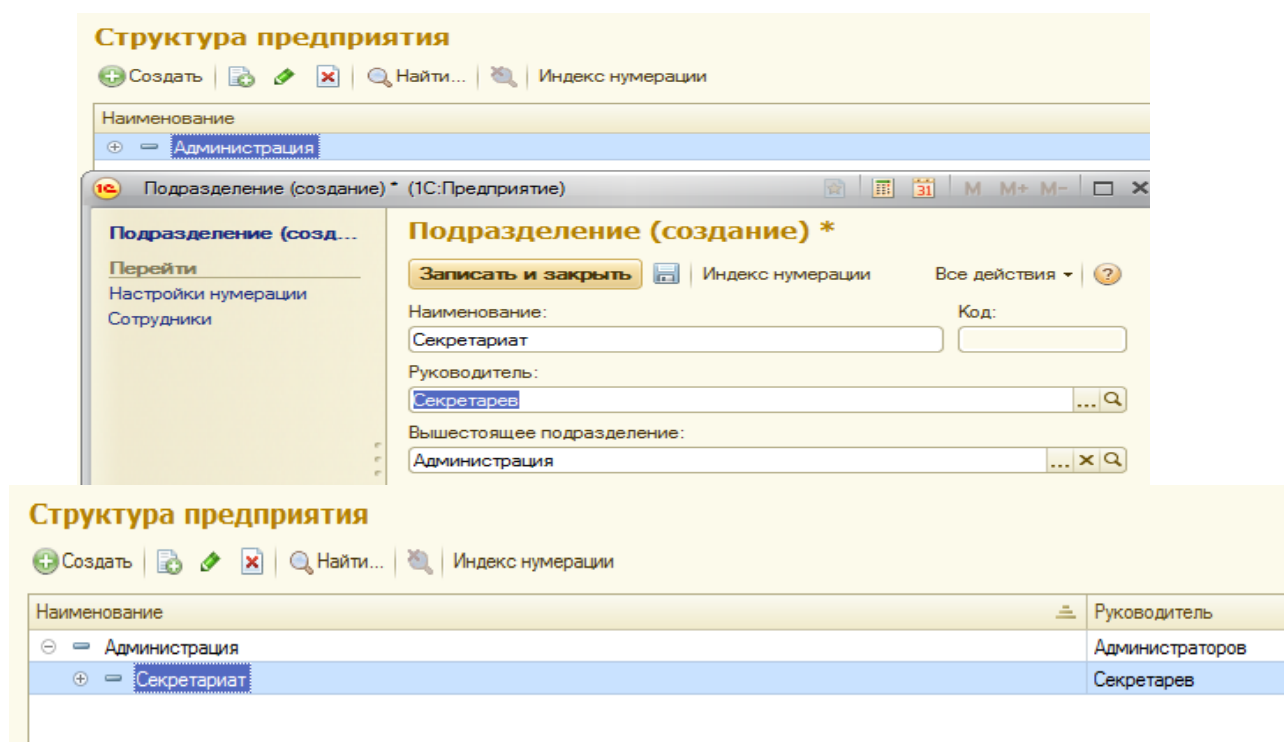 Структура предприятия
Создать Найти... Индекс нумерации
Наименование
Администрация
1С Подразделение (создание) * (1С:Предприятие) 31 M M+ M-
Подразделение (созд...
Перейти
Настройки нумерации
Сотрудники
Подразделение (создание) *
Записать и закрыть Индекс нумерации Все действия ?
Наименование: Код:
Секретариат
Руководитель:
Секретарев ...
Вышестоящее подразделение:
Администрация ...
Структура предприятия
Создать Найти... Индекс нумерации
Наименование Руководитель
Администрация Администраторов
Секретариат Секретарев